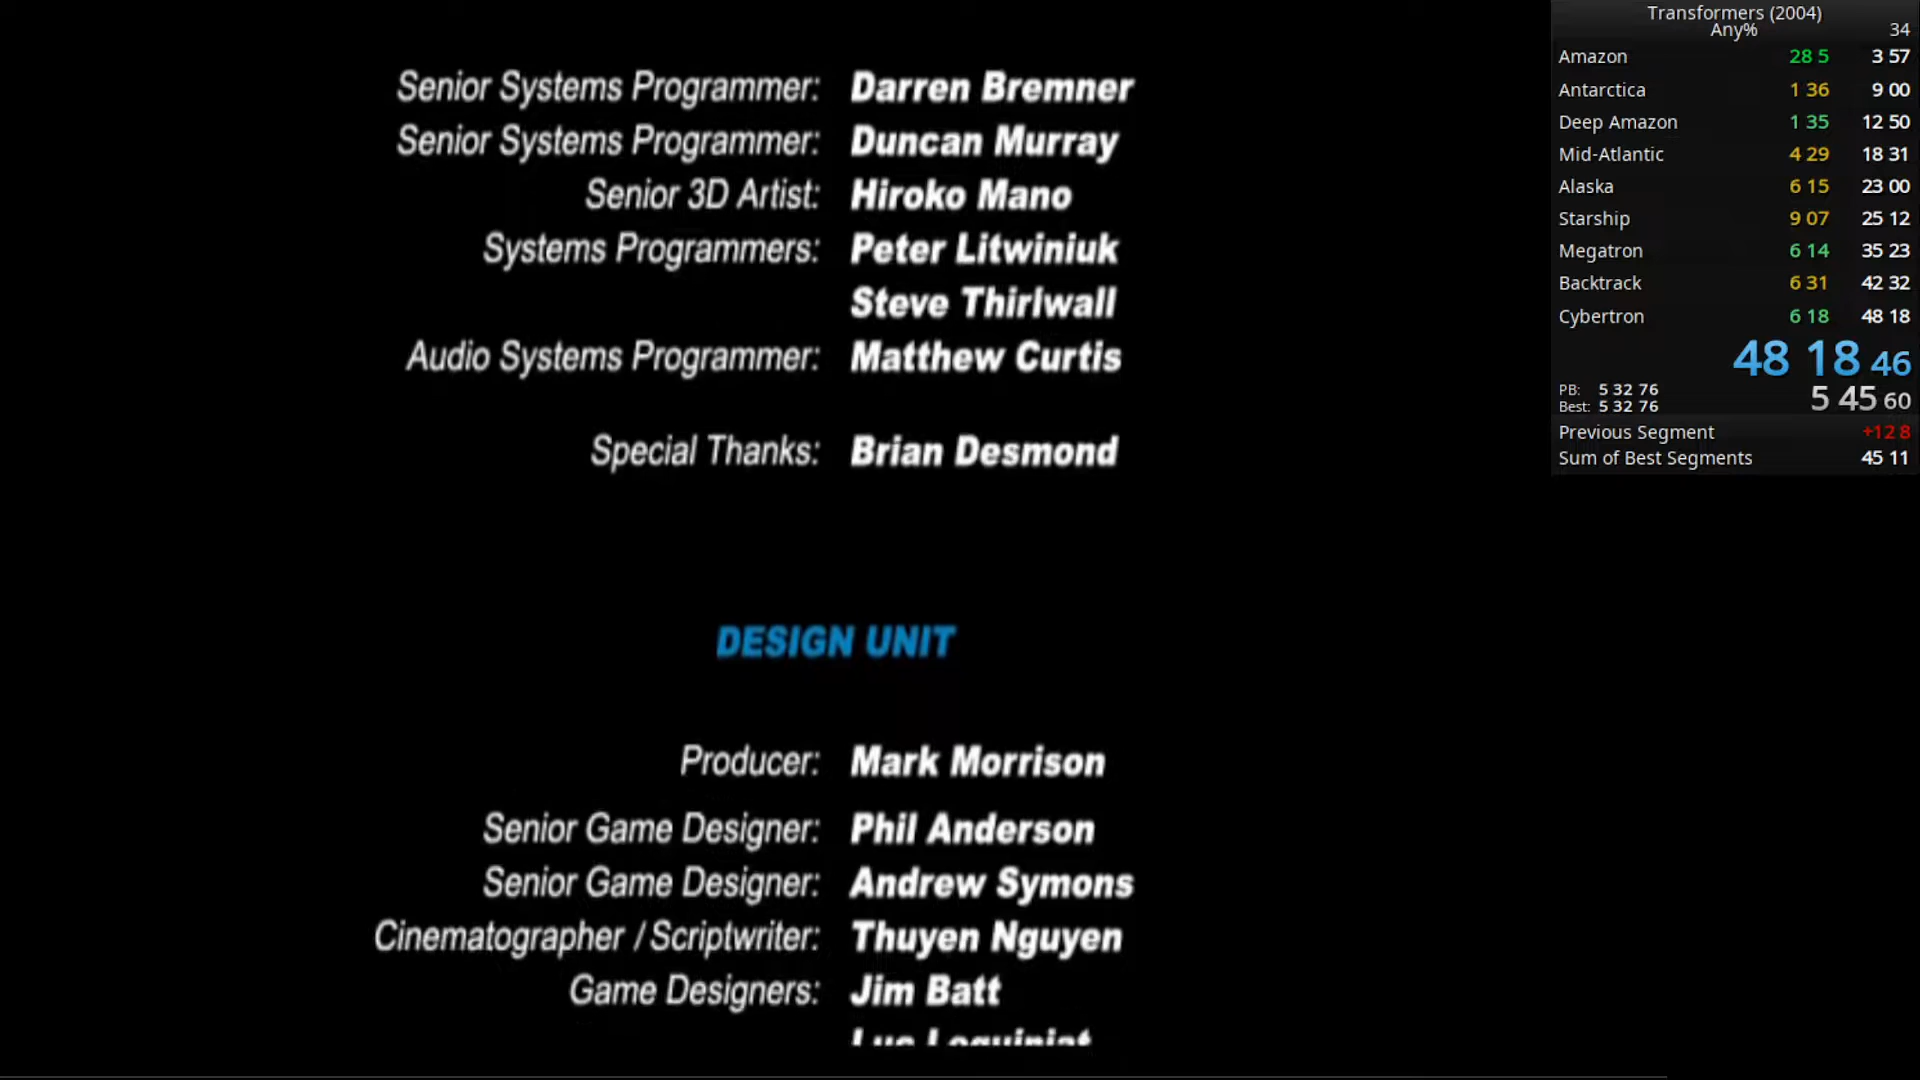 Senior Systems Programmer: Darren Bremner
Senior Systems Programmer: Duncan Murray
Senior 3D Artist: Hiroko Mano
Systems Programmers: Peter Litwiniuk
Steve Thirlwall
Audio Systems Programmer: Matthew Curtis
Special Thanks: Brian Desmond
DESIGN UNIT
Producer: Mark Morrison
Senior Game Designer: Phil Anderson
Senior Game Designer: Andrew Symons
Cinematographer / Scriptwriter: Thuyen Nguyen
Game Designers: Jim Batt
Transformers (2004)
Any% 34
Amazon 28 5 3 57
Antarctica 1 36 9 00
Deep Amazon 1 35 12 50
Mid-Atlantic 4 29 18 31
Alaska 6 15 23 00
Starship 9 07 25 12
Megatron 6 14 35 23
Backtrack 6 31 42 32
Cybertron 6 18 48 18
48 18 46
PB: 5 32 76
Best: 5 32 76
5 45 60
Previous Segment +12 8
Sum of Best Segments 45 11